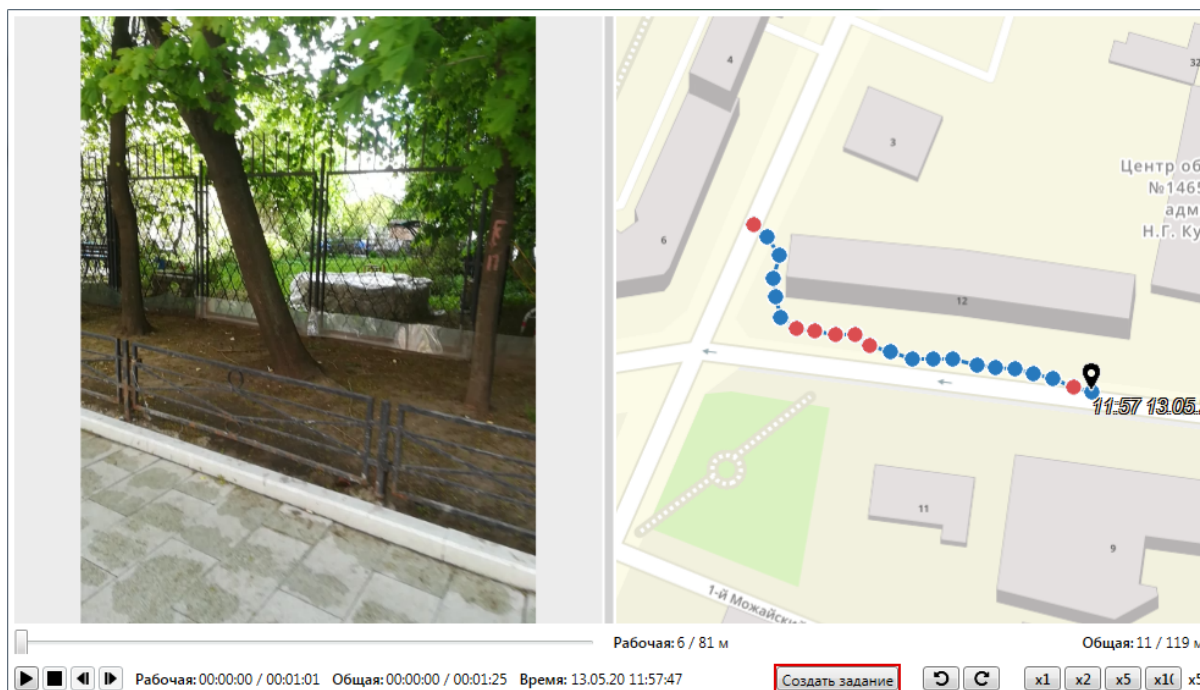 4
32
3
Центр об
№1465
адм
Н.Г. Ку
6
12
11:57 13.05.
11
9
1-й Можайский
Рабочая: 6 / 81 м
Общая: 11 / 119 м
Рабочая: 00:00:00 / 00:01:01 Общая: 00:00:00 / 00:01:25 Время: 13.05.20 11:57:47
Создать задание
x1
x2
x5
x10